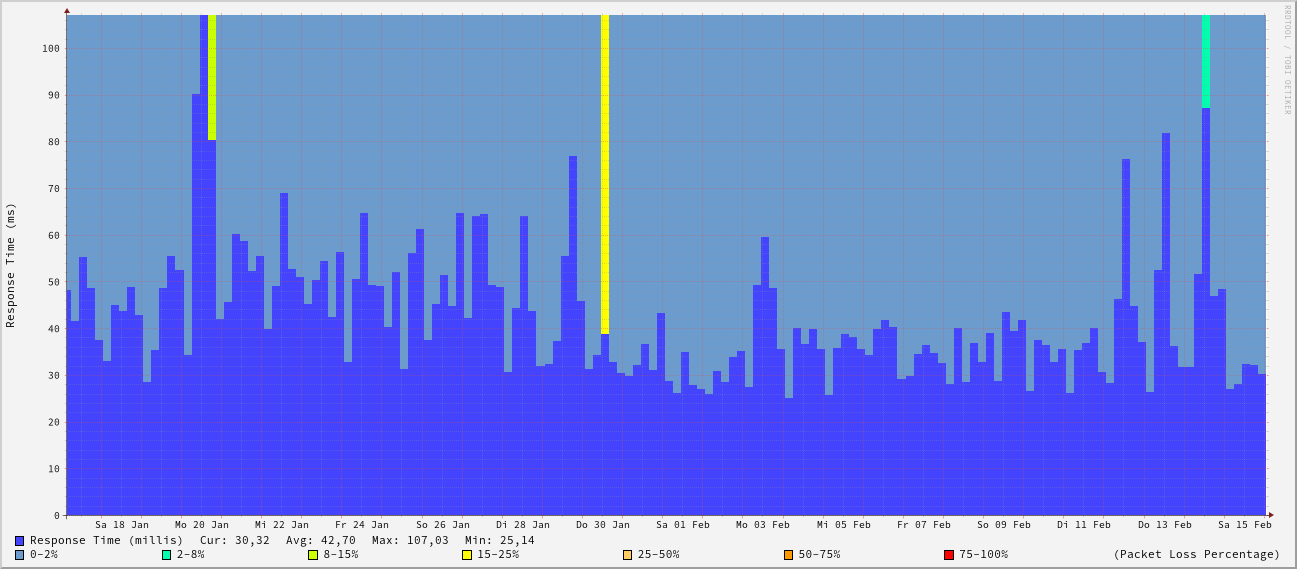 RRDTOOL / TOBI OETIKER
Response Time (ms)
100
90
80
70
60
50
40
30
20
10
0
Sa 18 Jan Mo 20 Jan Mi 22 Jan Fr 24 Jan So 26 Jan Di 28 Jan Do 30 Jan Sa 01 Feb Mo 03 Feb Mi 05 Feb Fr 07 Feb So 09 Feb Di 11 Feb Do 13 Feb Sa 15 Feb
Response Time (millis) Cur: 30,32 Avg: 42,70 Max: 107,03 Min: 25,14
0-2% 2-8% 8-15% 15-25% 25-50% 50-75% 75-100% (Packet Loss Percentage)